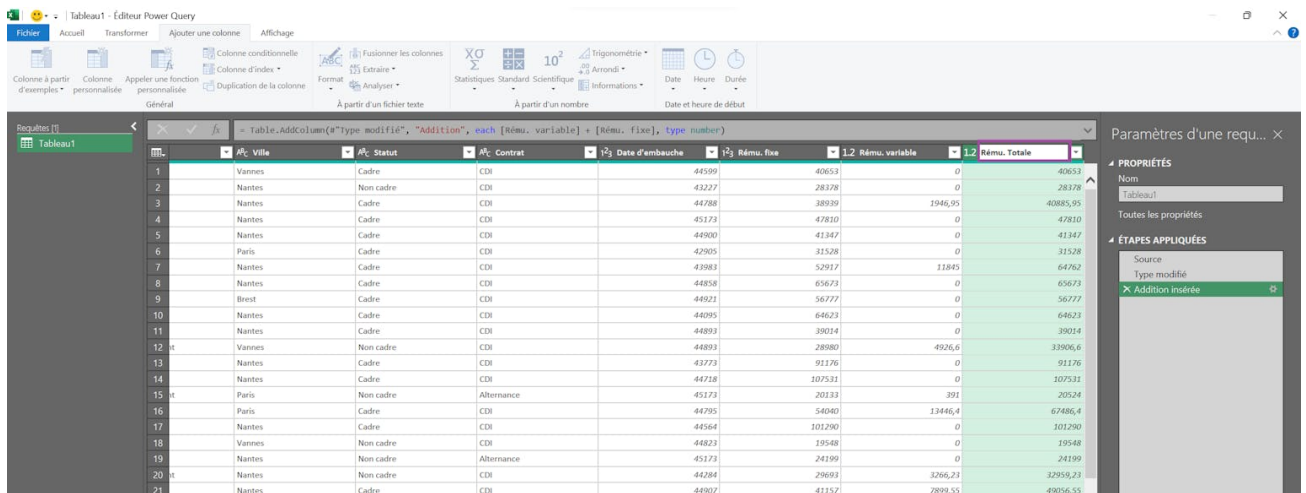 Tableau1 - Éditeur Power Query
Fichier Accueil Transformer Ajouter une colonne Affichage
Colonne à partir d'exemples Colonne personnalisée Appeler une fonction personnalisée
Colonne conditionnelle
Colonne d'index
Duplication de la colonne
Général
Format
Fusionner les colonnes
Extraire
Analyser
À partir d'un fichier texte
Statistiques Standard Scientifique
Trigonométrie
Arrondi
Informations
À partir d'un nombre
Date Heure Durée
Date et heure de début
Requêtes [1]
Tableau1
= Table.AddColumn(#"Type modifié", "Addition", each [Rému. variable] + [Rému. fixe], type number)
Ville Statut Contrat Date d'embauche Rému. fixe 1.2 Rému. variable 1.2 Rému. Totale
1 Vannes Cadre CDI 44599 40653 0 40653
2 Nantes Non cadre CDI 43227 28378 0 28378
3 Nantes Cadre CDI 44788 38939 1946,95 40885,95
4 Nantes Cadre CDI 45173 47810 0 47810
5 Nantes Cadre CDI 44900 41347 0 41347
6 Paris Cadre CDI 42905 31528 0 31528
7 Nantes Cadre CDI 43983 52917 11845 64762
8 Nantes Cadre CDI 44858 65673 0 65673
9 Brest Cadre CDI 44921 56777 0 56777
10 Nantes Cadre CDI 44095 64623 0 64623
11 Nantes Cadre CDI 44893 39014 0 39014
12 nt Vannes Non cadre CDI 44893 28980 4926,6 33906,6
13 Nantes Cadre CDI 43773 91176 0 91176
14 Nantes Cadre CDI 44718 107531 0 107531
15 nt Paris Non cadre Alternance 45173 20133 391 20524
16 Paris Cadre CDI 44795 54040 13446,4 67486,4
17 Nantes Cadre CDI 44564 101290 0 101290
18 Vannes Non cadre CDI 44823 19548 0 19548
19 Nantes Non cadre Alternance 45173 24199 0 24199
20 nt Nantes Non cadre CDI 44284 29693 3266,23 32959,23
21 Nantes Cadre CDI 44907 41157 7899,55 49056,55
Paramètres d'une requ...
PROPRIÉTÉS
Nom
Tableau1
Toutes les propriétés
ÉTAPES APPLIQUÉES
Source
Type modifié
Addition insérée